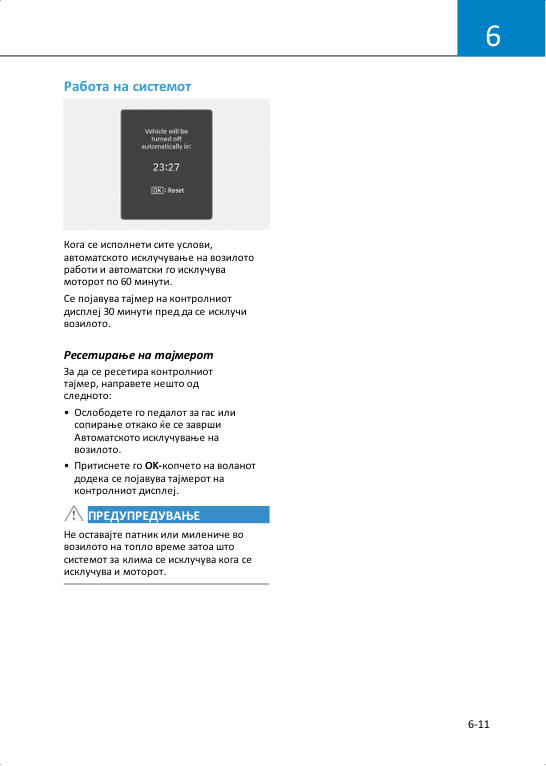 6
Работа на системот
Vehicle will be
turned off
automatically in:
23:27
OK : Reset
Кога се исполнети сите услови,
автоматското исклучување на возилото
работи и автоматски го исклучува
моторот по 60 минути.
Се појавува тајмер на контролниот
дисплеј 30 минути пред да се исклучи
возилото.
Ресетирање на тајмерот
За да се ресетира контролниот
тајмер, направете нешто од
следното:
• Ослободете го педалот за гас или
сопирање откако ќе се заврши
Автоматското исклучување на
возилото.
• Притиснете го OK-копчето на воланот
додека се појавува тајмерот на
контролниот дисплеј.
ПРЕДУПРЕДУВАЊЕ
Не оставајте патник или милениче во
возилото на топло време затоа што
системот за клима се исклучува кога се
исклучува и моторот.
6-11